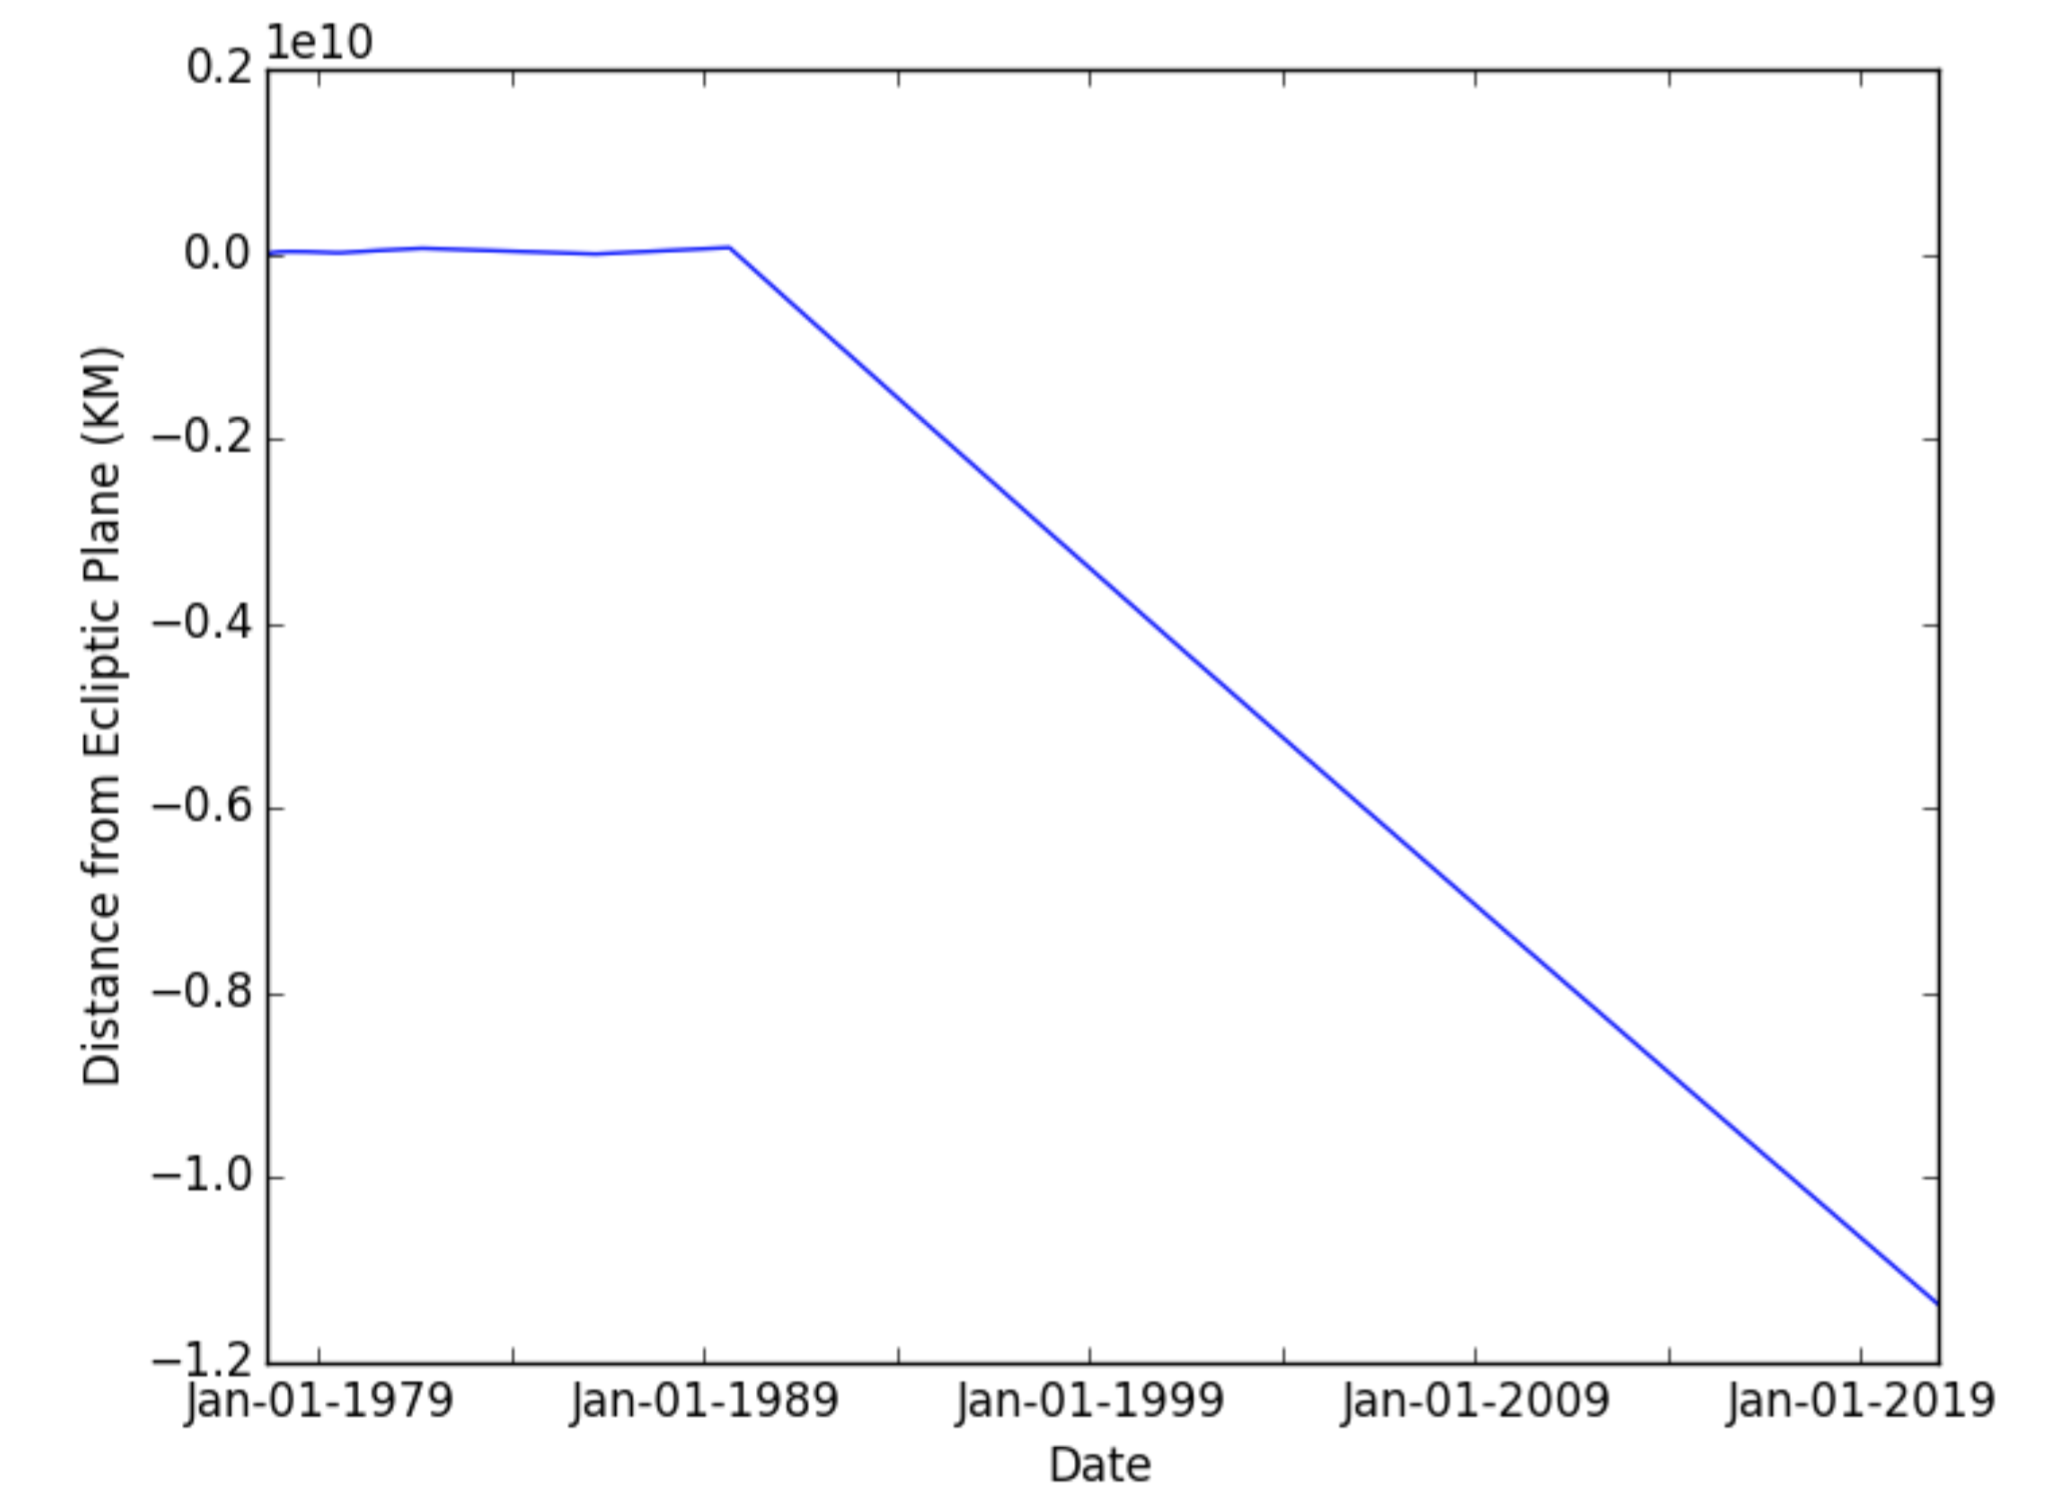 1e10
0.2
0.0
−0.2
−0.4
−0.6
−0.8
−1.0
−1.2
Distance from Ecliptic Plane (KM)
Jan-01-1979 Jan-01-1989 Jan-01-1999 Jan-01-2009 Jan-01-2019
Date